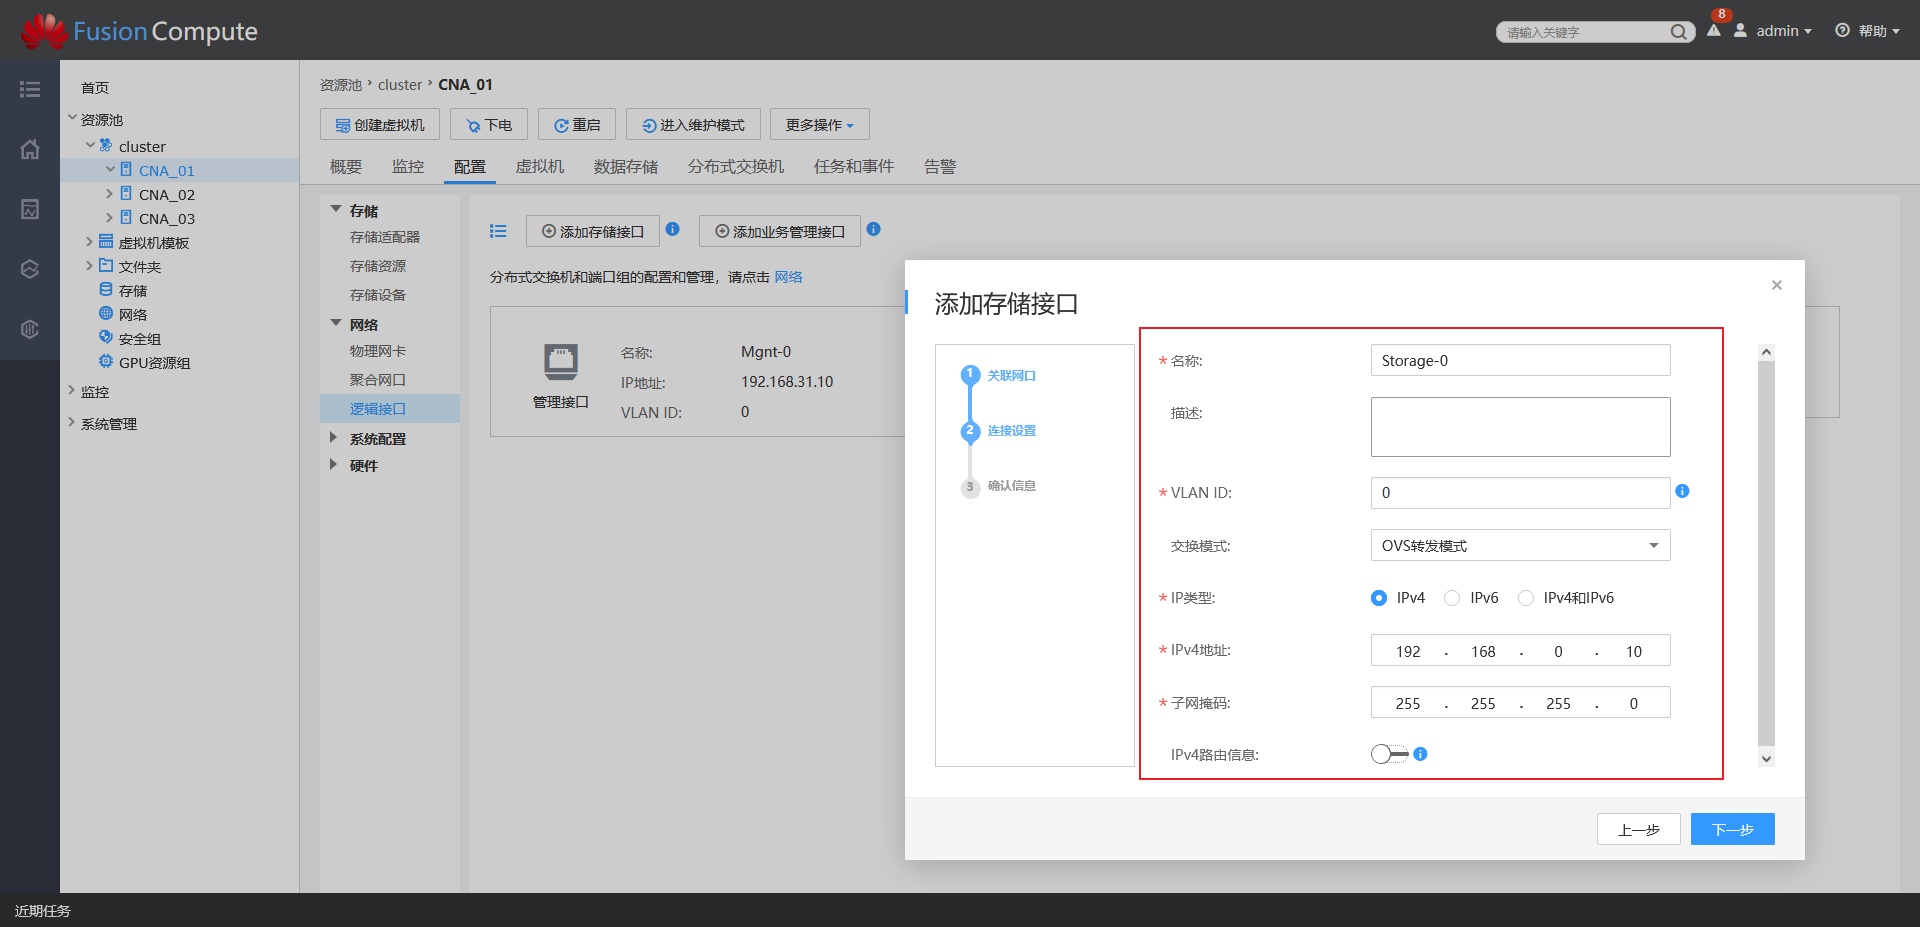 FusionCompute
请输入关键字
8
admin
帮助
首页
资源池
cluster
CNA_01
CNA_02
CNA_03
虚拟机模板
文件夹
存储
网络
安全组
GPU资源组
监控
系统管理
资源池 › cluster › CNA_01
创建虚拟机 下电 重启 进入维护模式 更多操作
概要 监控 配置 虚拟机 数据存储 分布式交换机 任务和事件 告警
存储
存储适配器
存储资源
存储设备
网络
物理网卡
聚合网口
逻辑接口
系统配置
硬件
添加存储接口 添加业务管理接口
分布式交换机和端口组的配置和管理，请点击 网络
管理接口
名称: Mgnt-0
IP地址: 192.168.31.10
VLAN ID: 0
添加存储接口
1 关联网口
2 连接设置
3 确认信息
* 名称: Storage-0
描述:
* VLAN ID: 0
交换模式: OVS转发模式
* IP类型: IPv4 IPv6 IPv4和IPv6
* IPv4地址: 192 . 168 . 0 . 10
* 子网掩码: 255 . 255 . 255 . 0
IPv4路由信息:
上一步 下一步
近期任务